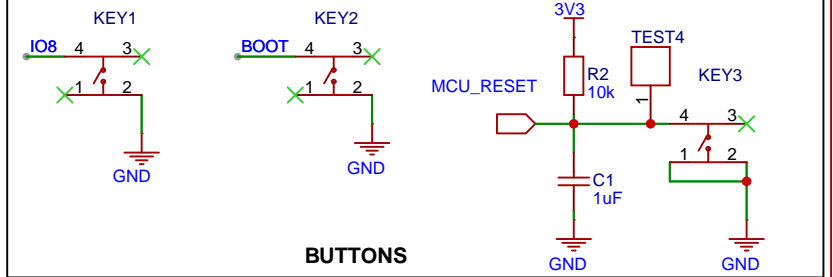 KEY1
IO8 4 3
1 2
GND
KEY2
BOOT 4 3
1 2
GND
3V3
R2
10k
TEST4
1
MCU_RESET
KEY3
4 3
1 2
C1
1uF
GND
GND
BUTTONS